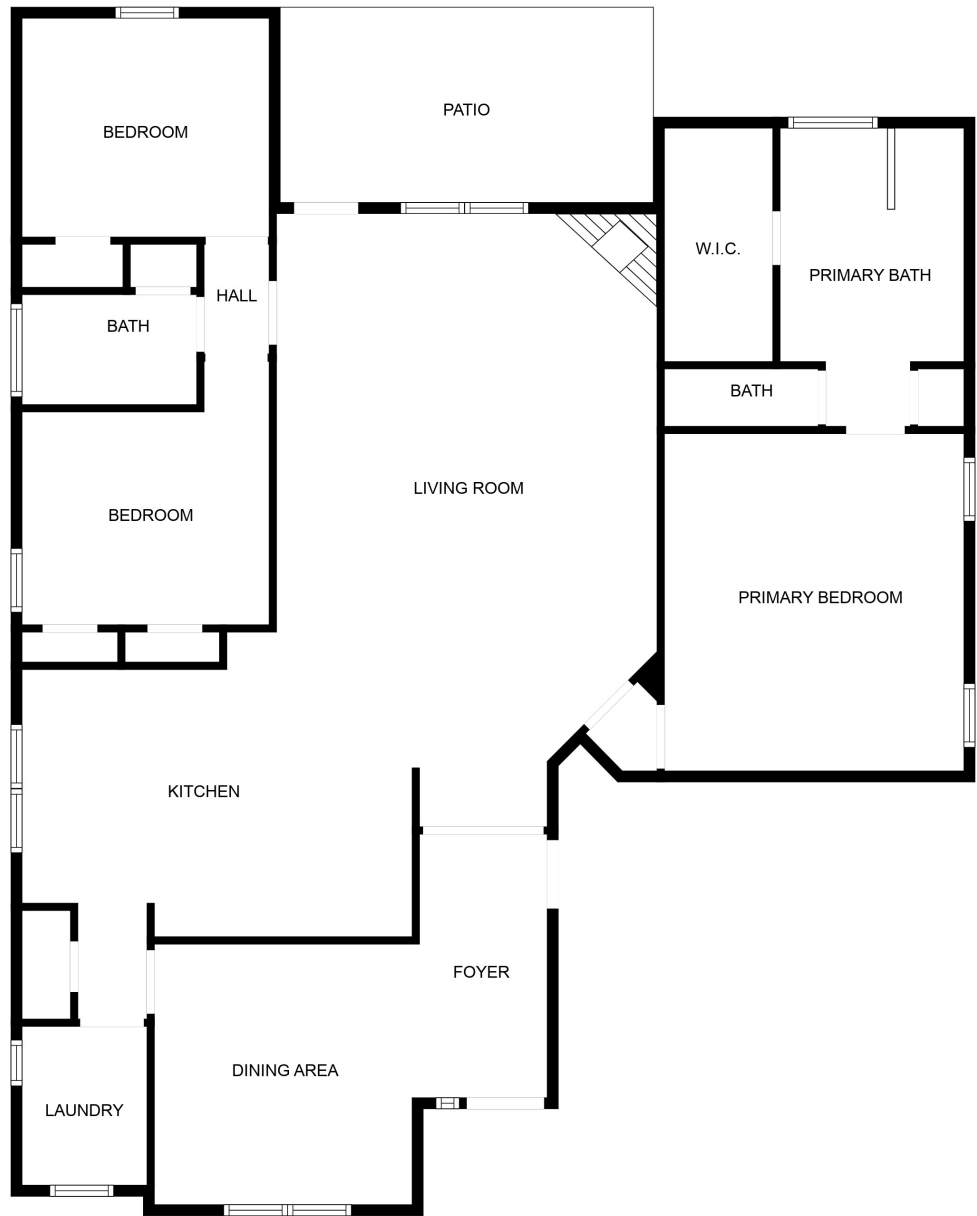 PATIO
BEDROOM
W.I.C.
PRIMARY BATH
HALL
BATH
BATH
LIVING ROOM
BEDROOM
PRIMARY BEDROOM
KITCHEN
FOYER
DINING AREA
LAUNDRY